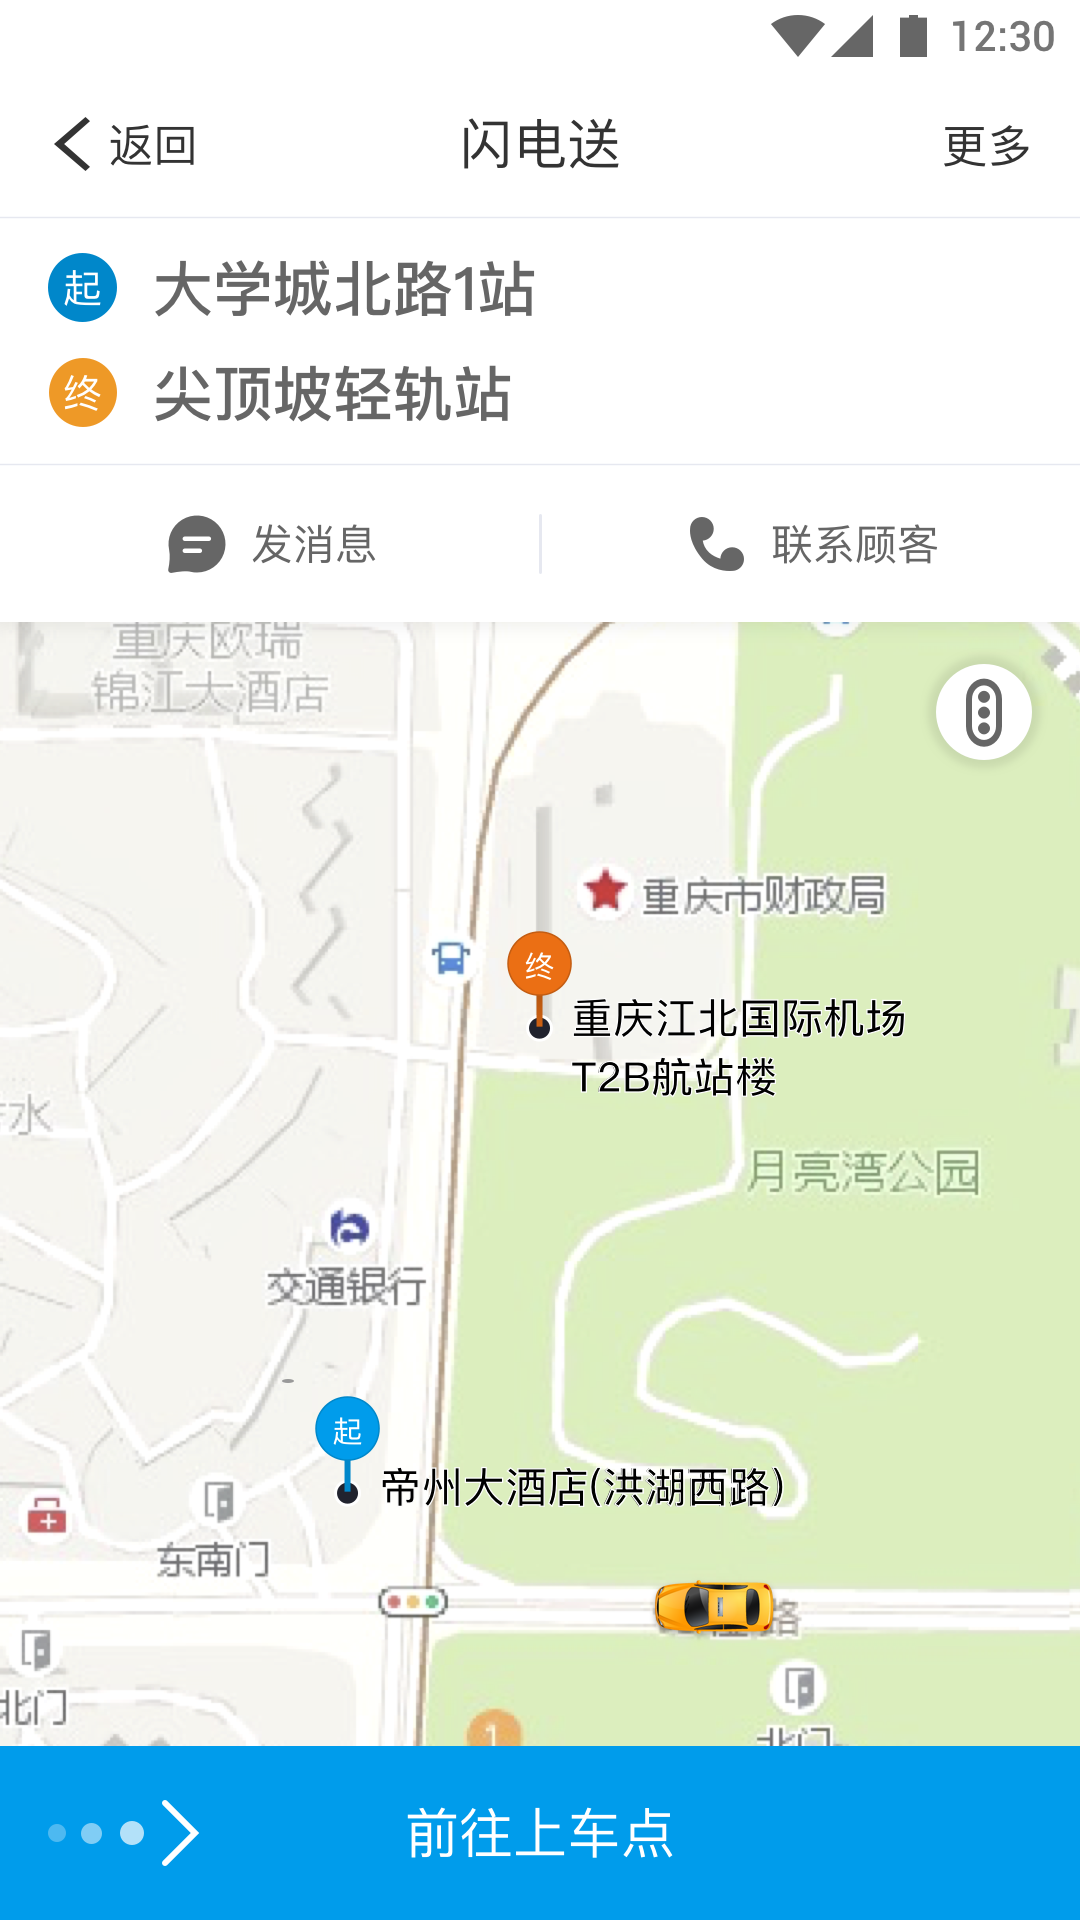 12:30
返回
闪电送
更多
起 大学城北路1站
终 尖顶坡轻轨站
发消息
联系顾客
重庆欧瑞
锦江大酒店
重庆市财政局
终
重庆江北国际机场
T2B航站楼
水
月亮湾公园
交通银行
起
帝州大酒店(洪湖西路)
东南门
路
北门
1
北门
前往上车点